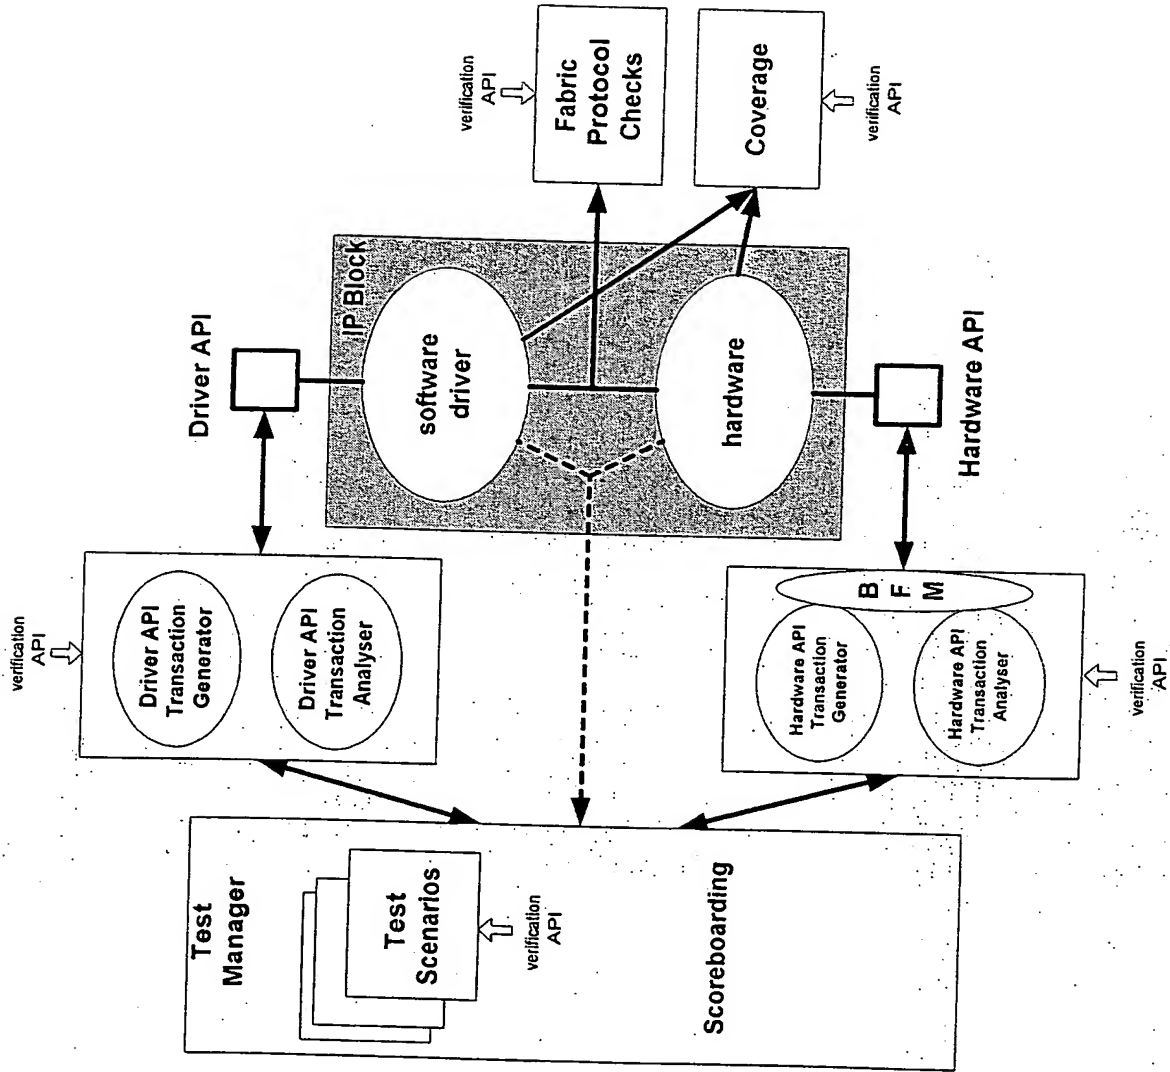 Test
Manager
Test
Scenarios
verification
API
Scoreboarding
verification
API
Driver API
Transaction
Generator
Driver API
Transaction
Analyser
Hardware API
Transaction
Generator
Hardware API
Transaction
Analyser
B
F
M
verification
API
Driver API
IP Block
software
driver
hardware
Hardware API
verification
API
Fabric
Protocol
Checks
Coverage
verification
API